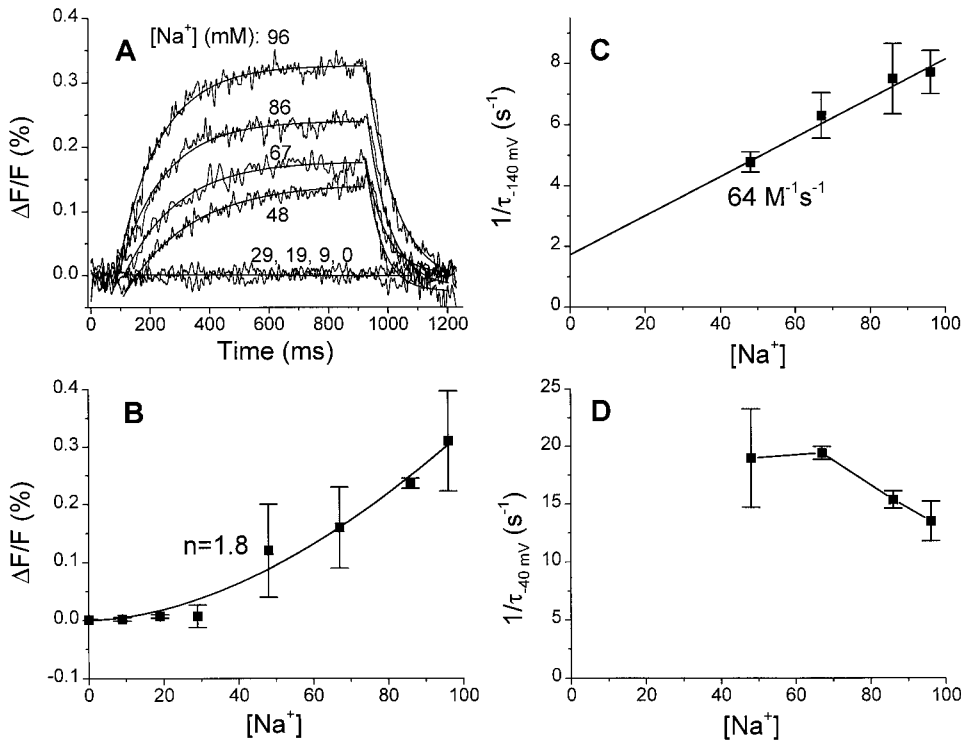 A
[Na⁺] (mM): 96
86
67
48
29, 19, 9, 0
ΔF/F (%)
0.4
0.3
0.2
0.1
0.0
0 200 400 600 800 1000 1200
Time (ms)
C
1/τ₋₁₄₀ ₘV (s⁻¹)
8
6
4
2
0
64 M⁻¹s⁻¹
0 20 40 60 80 100
[Na⁺]
B
ΔF/F (%)
0.4
0.3
0.2
0.1
0.0
-0.1
n=1.8
0 20 40 60 80 100
[Na⁺]
D
1/τ₋₄₀ ₘV (s⁻¹)
25
20
15
10
5
0
0 20 40 60 80 100
[Na⁺]